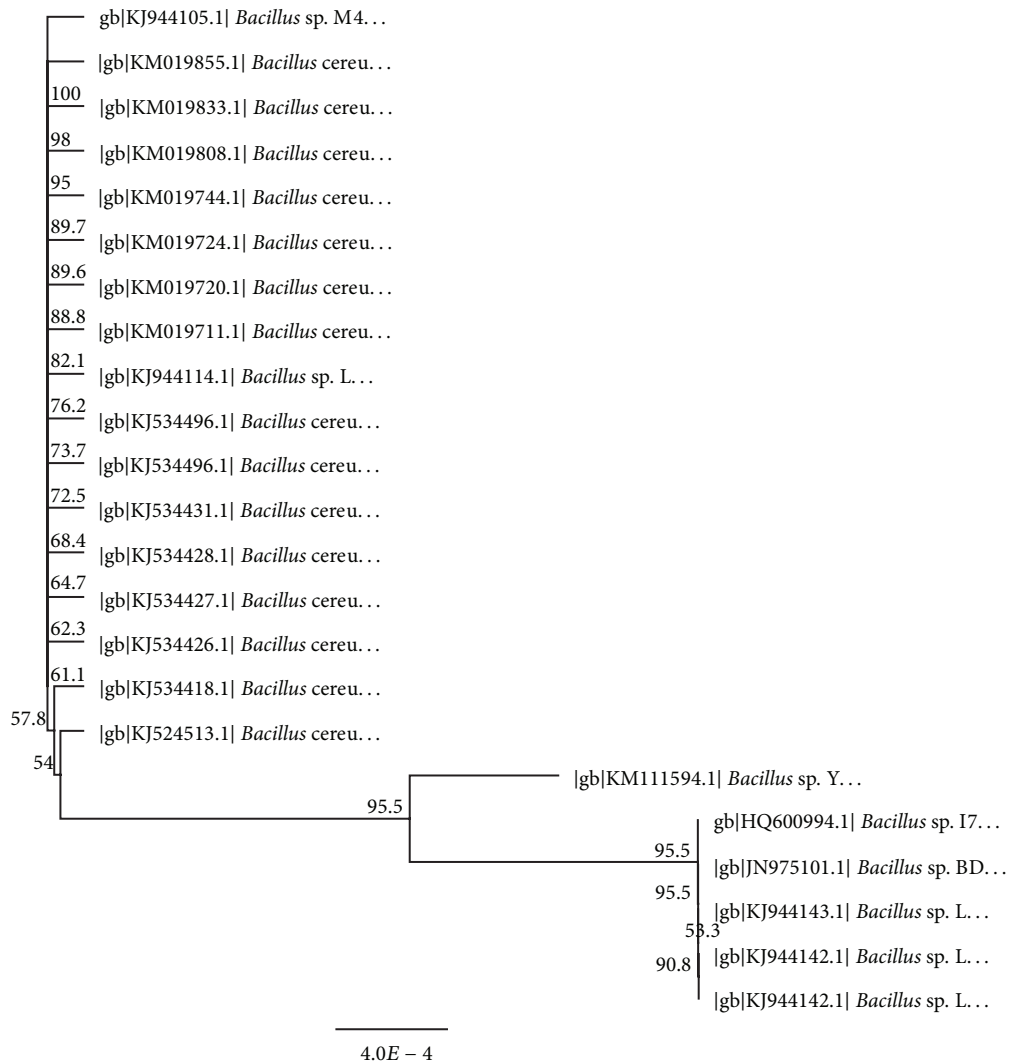 gb|KJ944105.1| Bacillus sp. M4...
|gb|KM019855.1| Bacillus cereu...
100
|gb|KM019833.1| Bacillus cereu...
98
|gb|KM019808.1| Bacillus cereu...
95
|gb|KM019744.1| Bacillus cereu...
89.7
|gb|KM019724.1| Bacillus cereu...
89.6
|gb|KM019720.1| Bacillus cereu...
88.8
|gb|KM019711.1| Bacillus cereu...
82.1
|gb|KJ944114.1| Bacillus sp. L...
76.2
|gb|KJ534496.1| Bacillus cereu...
73.7
|gb|KJ534496.1| Bacillus cereu...
72.5
|gb|KJ534431.1| Bacillus cereu...
68.4
|gb|KJ534428.1| Bacillus cereu...
64.7
|gb|KJ534427.1| Bacillus cereu...
62.3
|gb|KJ534426.1| Bacillus cereu...
61.1
|gb|KJ534418.1| Bacillus cereu...
57.8
|gb|KJ524513.1| Bacillus cereu...
54
|gb|KM111594.1| Bacillus sp. Y...
95.5
gb|HQ600994.1| Bacillus sp. I7...
95.5
|gb|JN975101.1| Bacillus sp. BD...
95.5
|gb|KJ944143.1| Bacillus sp. L...
53.3
|gb|KJ944142.1| Bacillus sp. L...
90.8
|gb|KJ944142.1| Bacillus sp. L...
4.0E − 4